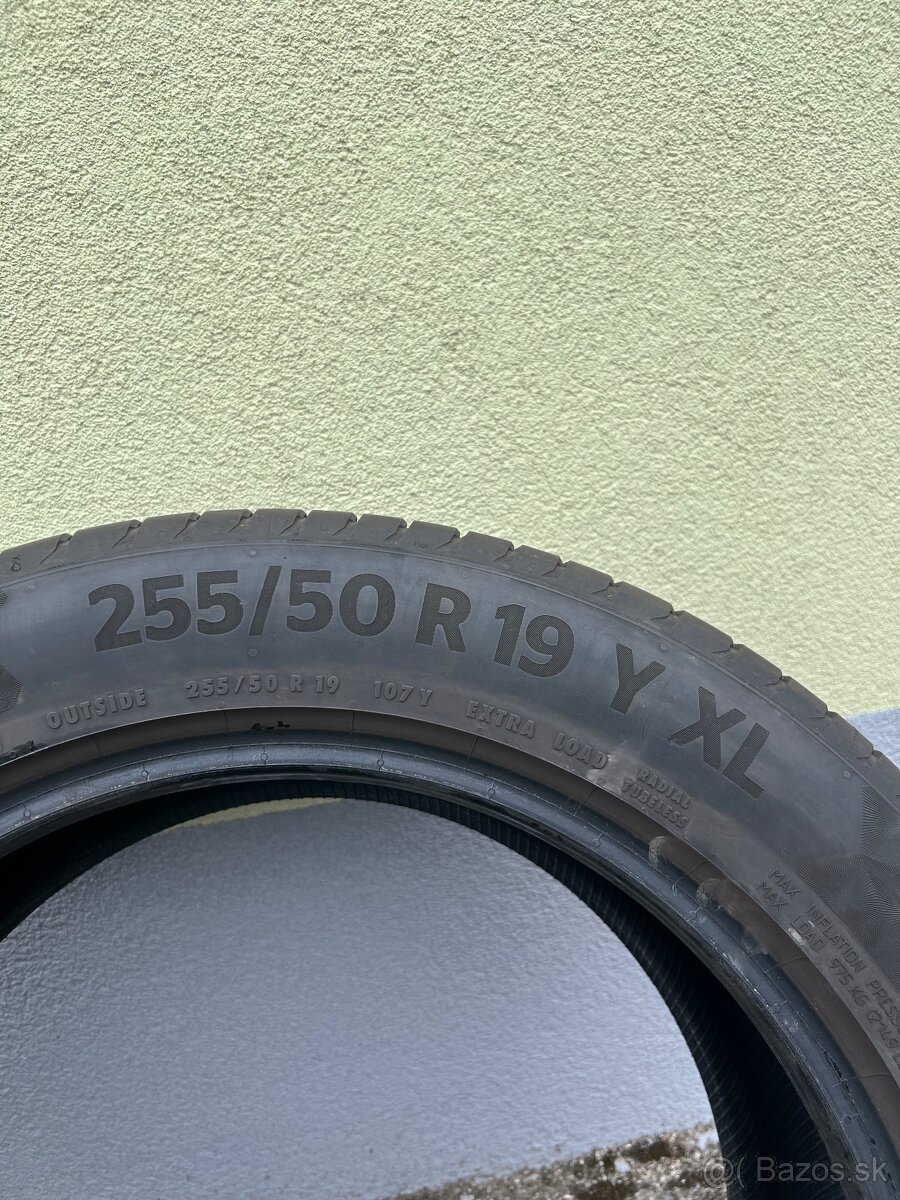 255/50 R 19 Y XL
OUTSIDE 255/50 R 19 107 Y EXTRA LOAD RADIAL
TUBELESS
MAX INFLATION
MAX LOAD 975 KG
Bazos.sk